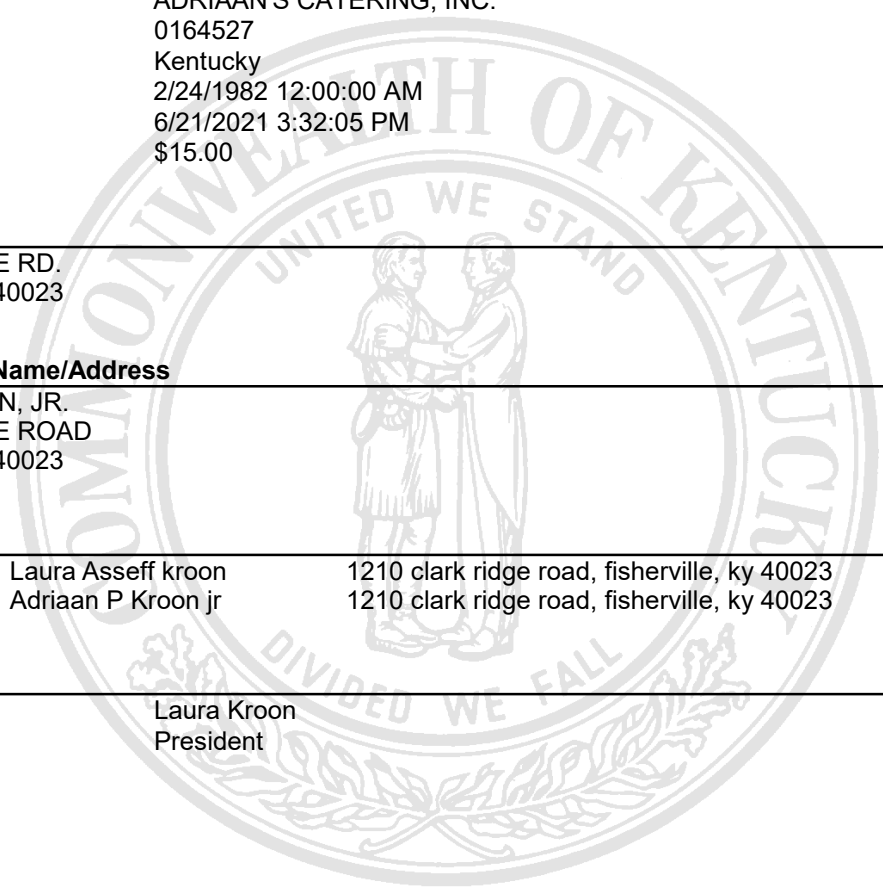 ADRIAAN'S CATERING, INC.
0164527
Kentucky
2/24/1982 12:00:00 AM
6/21/2021 3:32:05 PM
$15.00
COMMONWEALTH OF KENTUCKY
UNITED WE STAND
E RD.
40023
Name/Address
N, JR.
E ROAD
40023
Laura Asseff kroon 1210 clark ridge road, fisherville, ky 40023
Adriaan P Kroon jr 1210 clark ridge road, fisherville, ky 40023
DIVIDED WE FALL
Laura Kroon
President